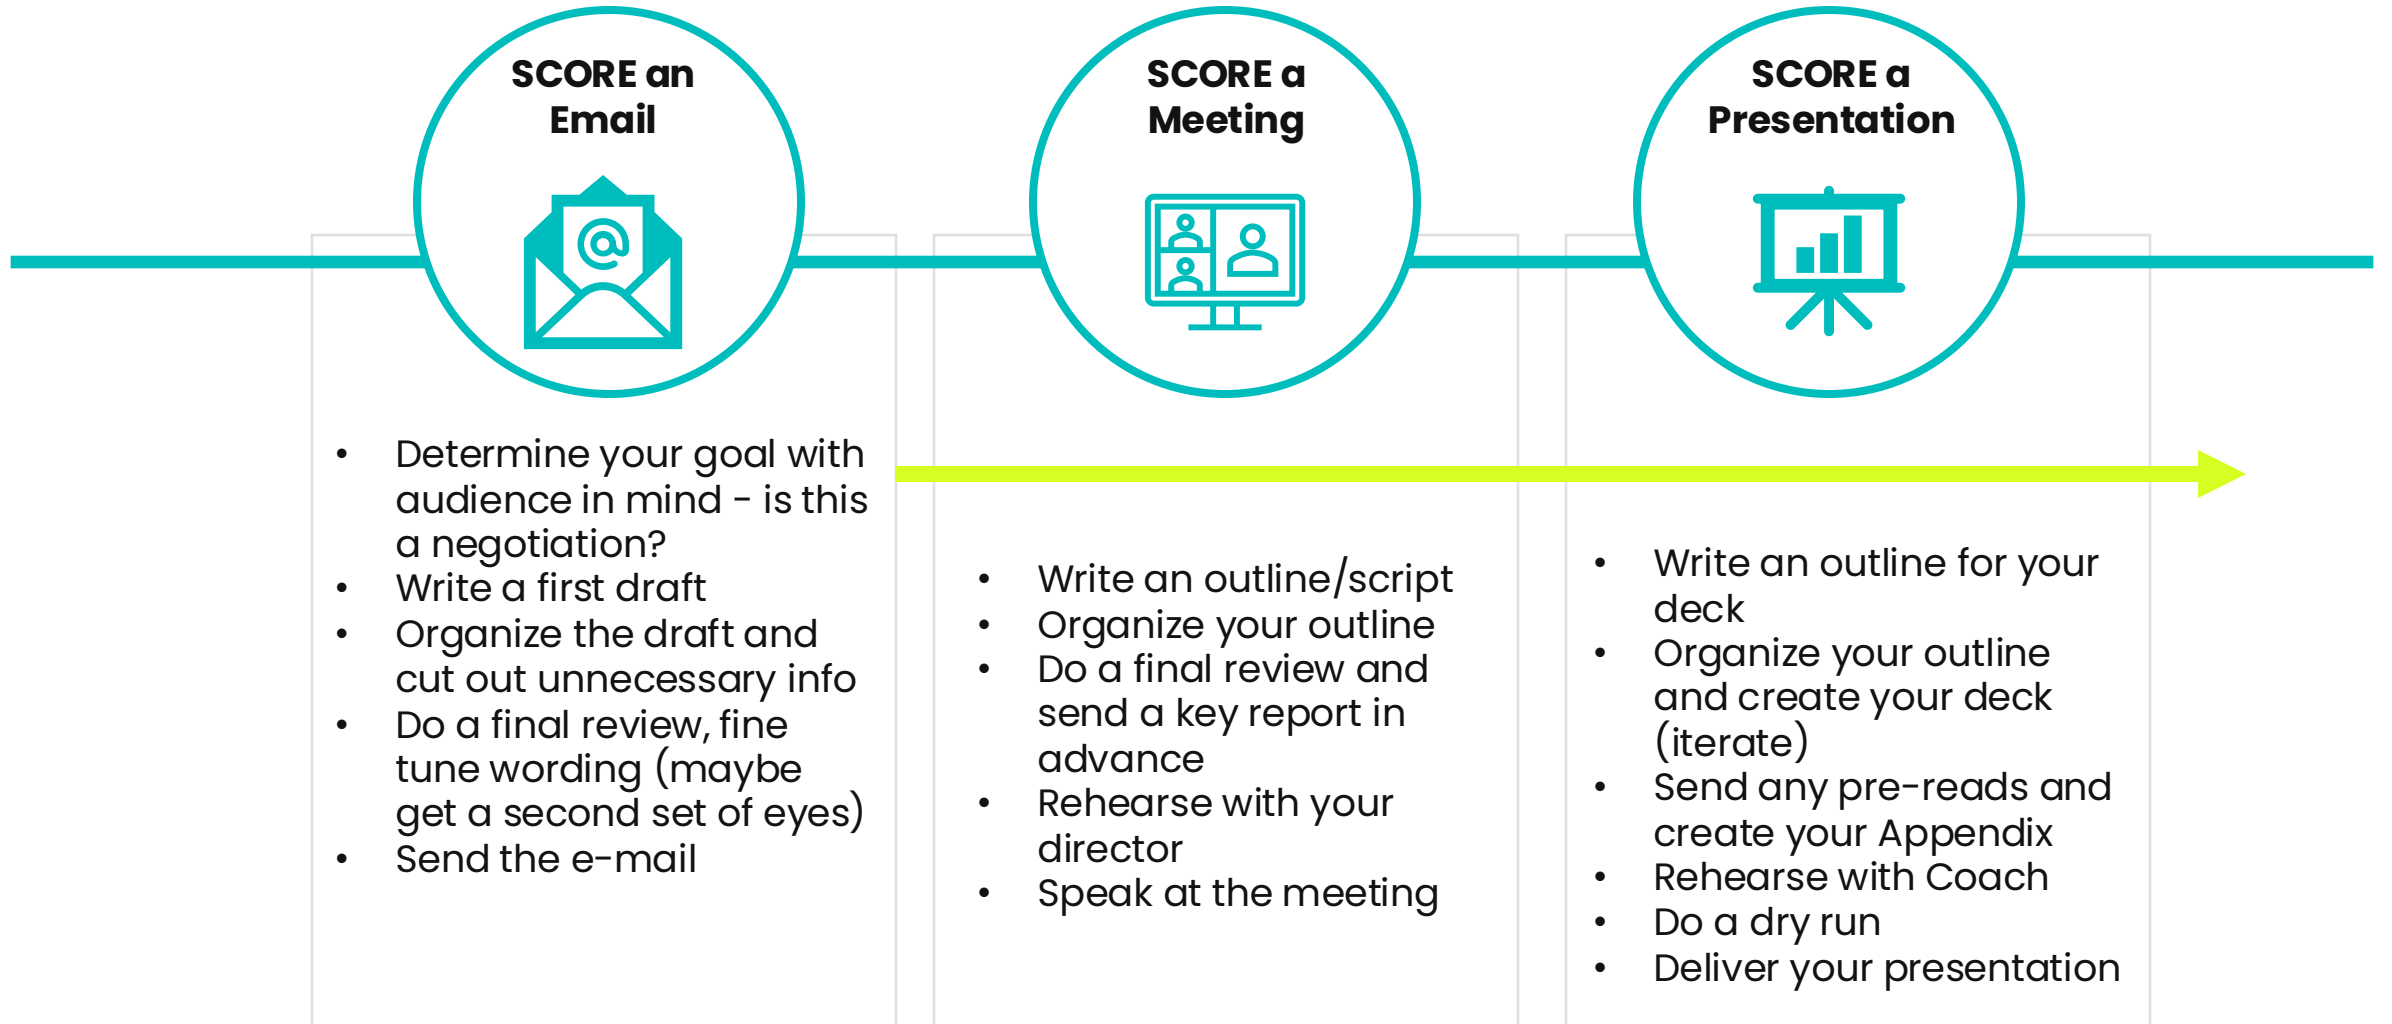 SCORE an
Email
SCORE a
Meeting
SCORE a
Presentation
• Determine your goal with
audience in mind - is this
a negotiation?
• Write a first draft
• Organize the draft and
cut out unnecessary info
• Do a final review, fine
tune wording (maybe
get a second set of eyes)
• Send the e-mail
• Write an outline/script
• Organize your outline
• Do a final review and
send a key report in
advance
• Rehearse with your
director
• Speak at the meeting
• Write an outline for your
deck
• Organize your outline
and create your deck
(iterate)
• Send any pre-reads and
create your Appendix
• Rehearse with Coach
• Do a dry run
• Deliver your presentation